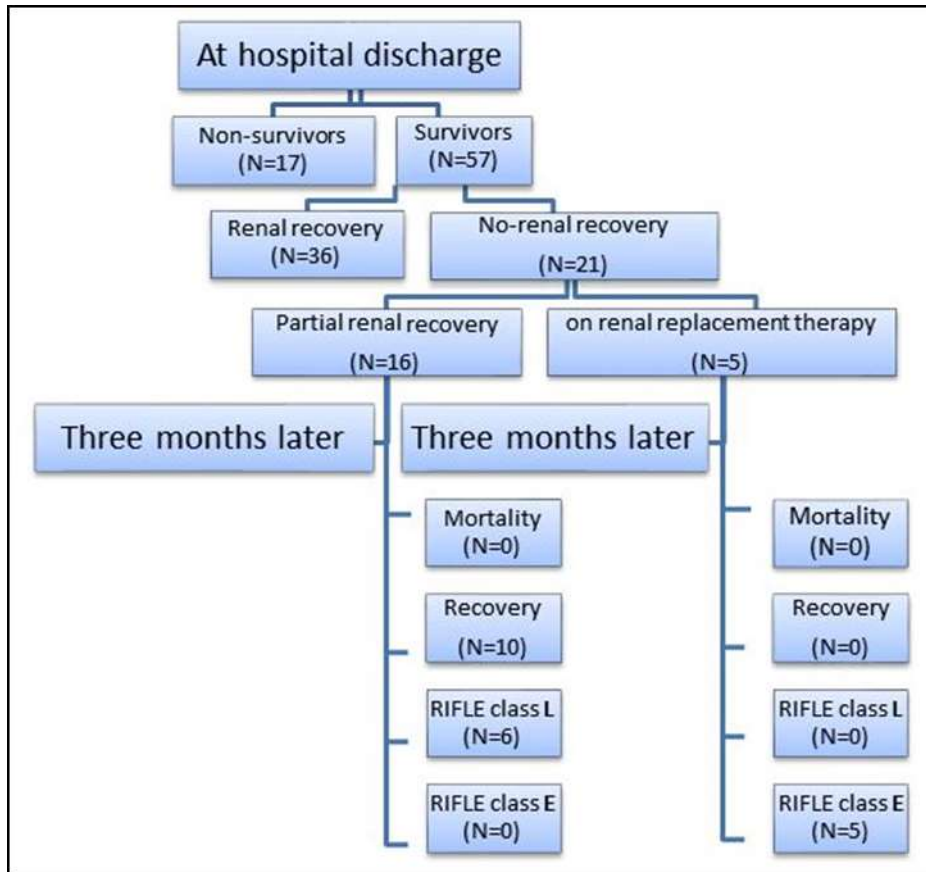 At hospital discharge
Non-survivors
(N=17)
Survivors
(N=57)
Renal recovery
(N=36)
No-renal recovery
(N=21)
Partial renal recovery
(N=16)
on renal replacement therapy
(N=5)
Three months later
Three months later
Mortality
(N=0)
Recovery
(N=10)
RIFLE class L
(N=6)
RIFLE class E
(N=0)
Mortality
(N=0)
Recovery
(N=0)
RIFLE class L
(N=0)
RIFLE class E
(N=5)